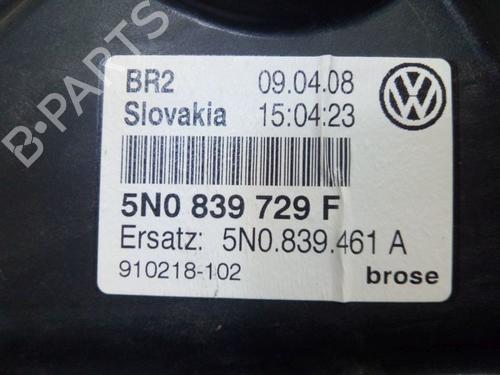 BR2 09.04.08
Slovakia 15:04:23
5N0 839 729 F
Ersatz: 5N0.839.461 A
910218-102 brose
B-PARTS